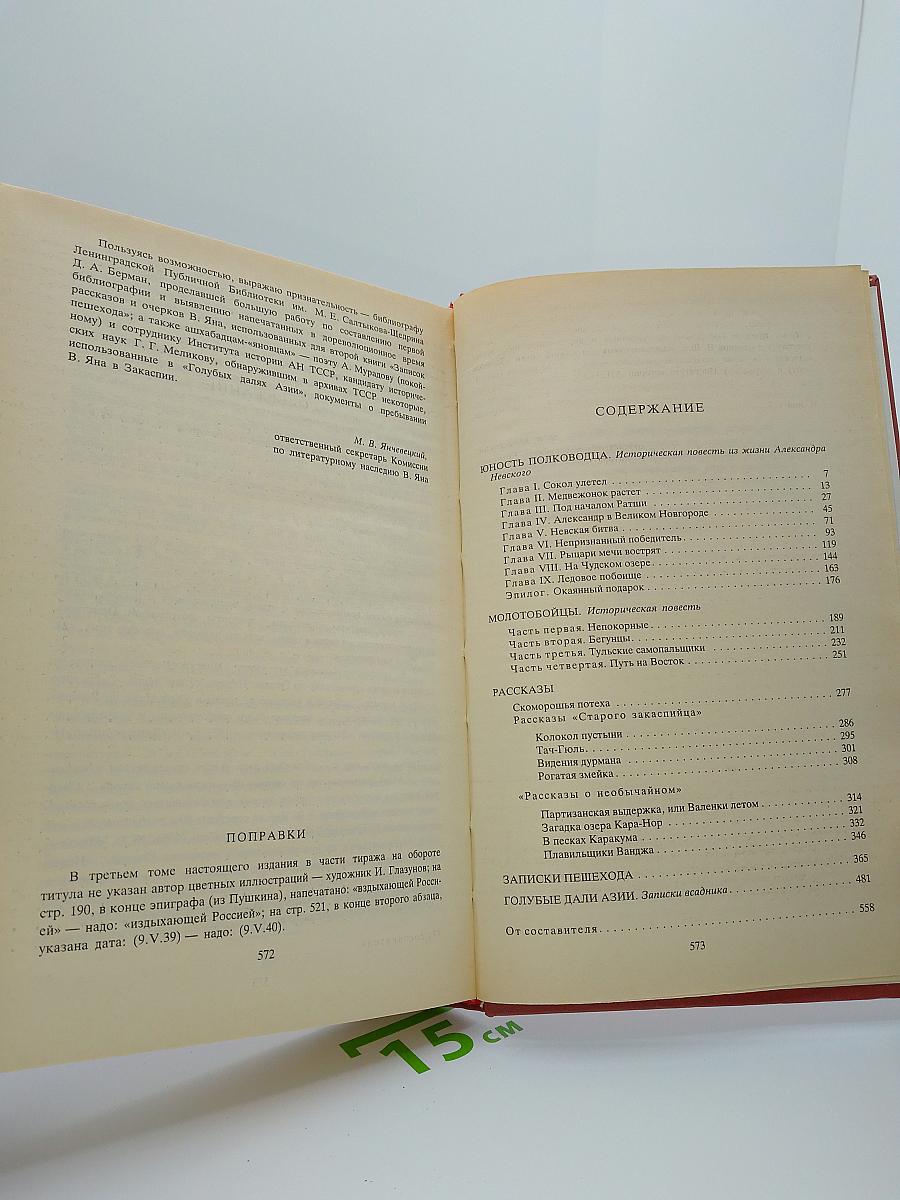 Пользуясь возможностью, выражаю признательность — библиографу
Ленинградской Публичной Библиотеки им. М. Е. Салтыкова-Щедрина
Д. А. Берман, проделавшей большую работу по составлению первой
библиографии и выявлению напечатанных в дореволюционное время
рассказов и очерков В. Яна, использованных для второй книги «Записок
пешехода»; а также ашхабадцам-«яновцам» — поэту А. Мурадову (покой-
ному) и сотруднику Института истории АН ТССР, кандидату историче-
ских наук Г. Г. Меликову, обнаружившим в архивах ТССР некоторые,
использованные в «Голубых далях Азии», документы о пребывании
В. Яна в Закаспии.
М. В. Янчевецкий,
ответственный секретарь Комиссии
по литературному наследию В. Яна
ПОПРАВКИ
В третьем томе настоящего издания в части тиража на обороте
титула не указан автор цветных иллюстраций — художник И. Глазунов; на
стр. 190, в конце эпиграфа (из Пушкина), напечатано: «вздыхающей Росси-
ей» — надо: «издыхающей Россией»; на стр. 521, в конце второго абзаца,
указана дата: (9.V.39) — надо: (9.V.40).
572
СОДЕРЖАНИЕ
ЮНОСТЬ ПОЛКОВОДЦА. Историческая повесть из жизни Александра
Невского
Глава I. Сокол улетел . . . . . . . . . . 7
Глава II. Медвежонок растет . . . . . . . . . . 13
Глава III. Под началом Ратши . . . . . . . . . . 27
Глава IV. Александр в Великом Новгороде . . . . . . . . . . 45
Глава V. Невская битва . . . . . . . . . . 71
Глава VI. Непризнанный победитель . . . . . . . . . . 93
Глава VII. Рыцари мечи вострят . . . . . . . . . . 119
Глава VIII. На Чудском озере . . . . . . . . . . 144
Глава IX. Ледовое побоище . . . . . . . . . . 163
Эпилог. Окаянный подарок . . . . . . . . . . 176
МОЛОТОБОЙЦЫ. Историческая повесть
Часть первая. Непокорные . . . . . . . . . . 189
Часть вторая. Бегунцы . . . . . . . . . . 211
Часть третья. Тульские самопальщики . . . . . . . . . . 232
Часть четвертая. Путь на Восток . . . . . . . . . . 251
РАССКАЗЫ
Скоморошья потеха . . . . . . . . . . 277
Рассказы «Старого закаспийца»
Колокол пустыни . . . . . . . . . . 286
Тач-Гюль . . . . . . . . . . 295
Видения дурмана . . . . . . . . . . 301
Рогатая змейка . . . . . . . . . . 308
«Рассказы о необычайном»
Партизанская выдержка, или Валенки летом . . . . . . . . . . 314
Загадка озера Кара-Нор . . . . . . . . . . 321
В песках Каракума . . . . . . . . . . 332
Плавильщики Ванджа . . . . . . . . . . 346
ЗАПИСКИ ПЕШЕХОДА . . . . . . . . . . 365
ГОЛУБЫЕ ДАЛИ АЗИИ. Записки всадника . . . . . . . . . . 481
От составителя . . . . . . . . . . 558
573
15 см